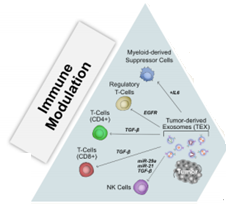 Immune
Modulation
Myeloid-derived
Suppressor Cells
Regulatory
T-Cells
+IL6
EGFR
T-Cells
(CD4+)
Tumor-derived
Exosomes (TEX)
TGF-β
T-Cells
(CD8+)
TGF-β
miR-28a
miR-21
TGF-β
NK Cells